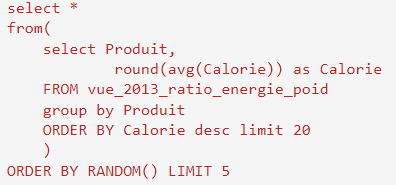 select *
from(
select Produit,
round(avg(Calorie)) as Calorie
FROM vue_2013_ratio_energie_poid
group by Produit
ORDER BY Calorie desc limit 20
)
ORDER BY RANDOM() LIMIT 5